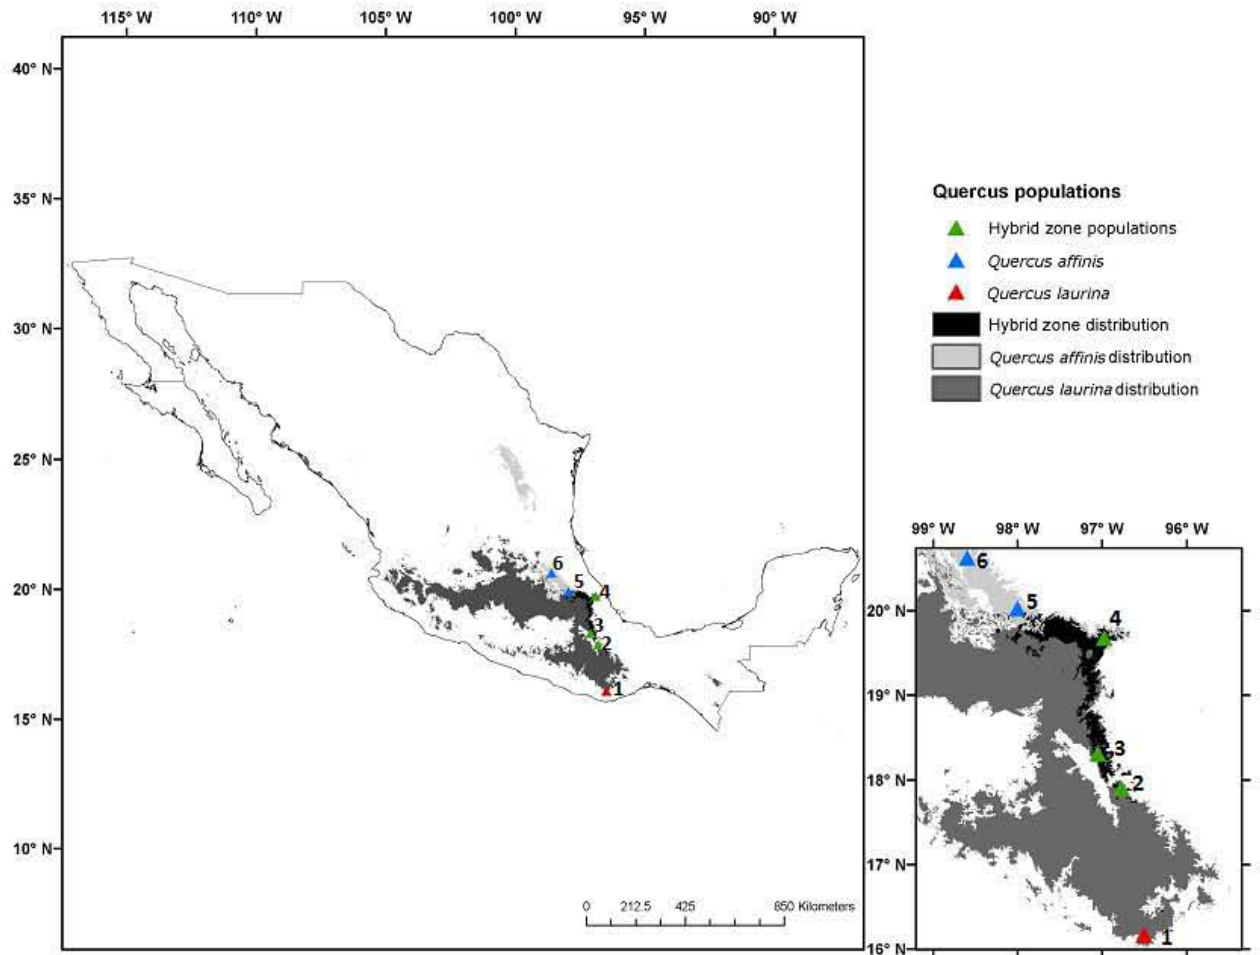 115° W 110° W 105° W 100° W 95° W 90° W
40° N
35° N
30° N
25° N
20° N
15° N
10° N
6
5
4
3
2
1
0 212.5 425 850 Kilometers
Quercus populations
Hybrid zone populations
Quercus affinis
Quercus laurina
Hybrid zone distribution
Quercus affinis distribution
Quercus laurina distribution
99° W 98° W 97° W 96° W
20° N
19° N
18° N
17° N
16° N
6
5
4
3
2
1